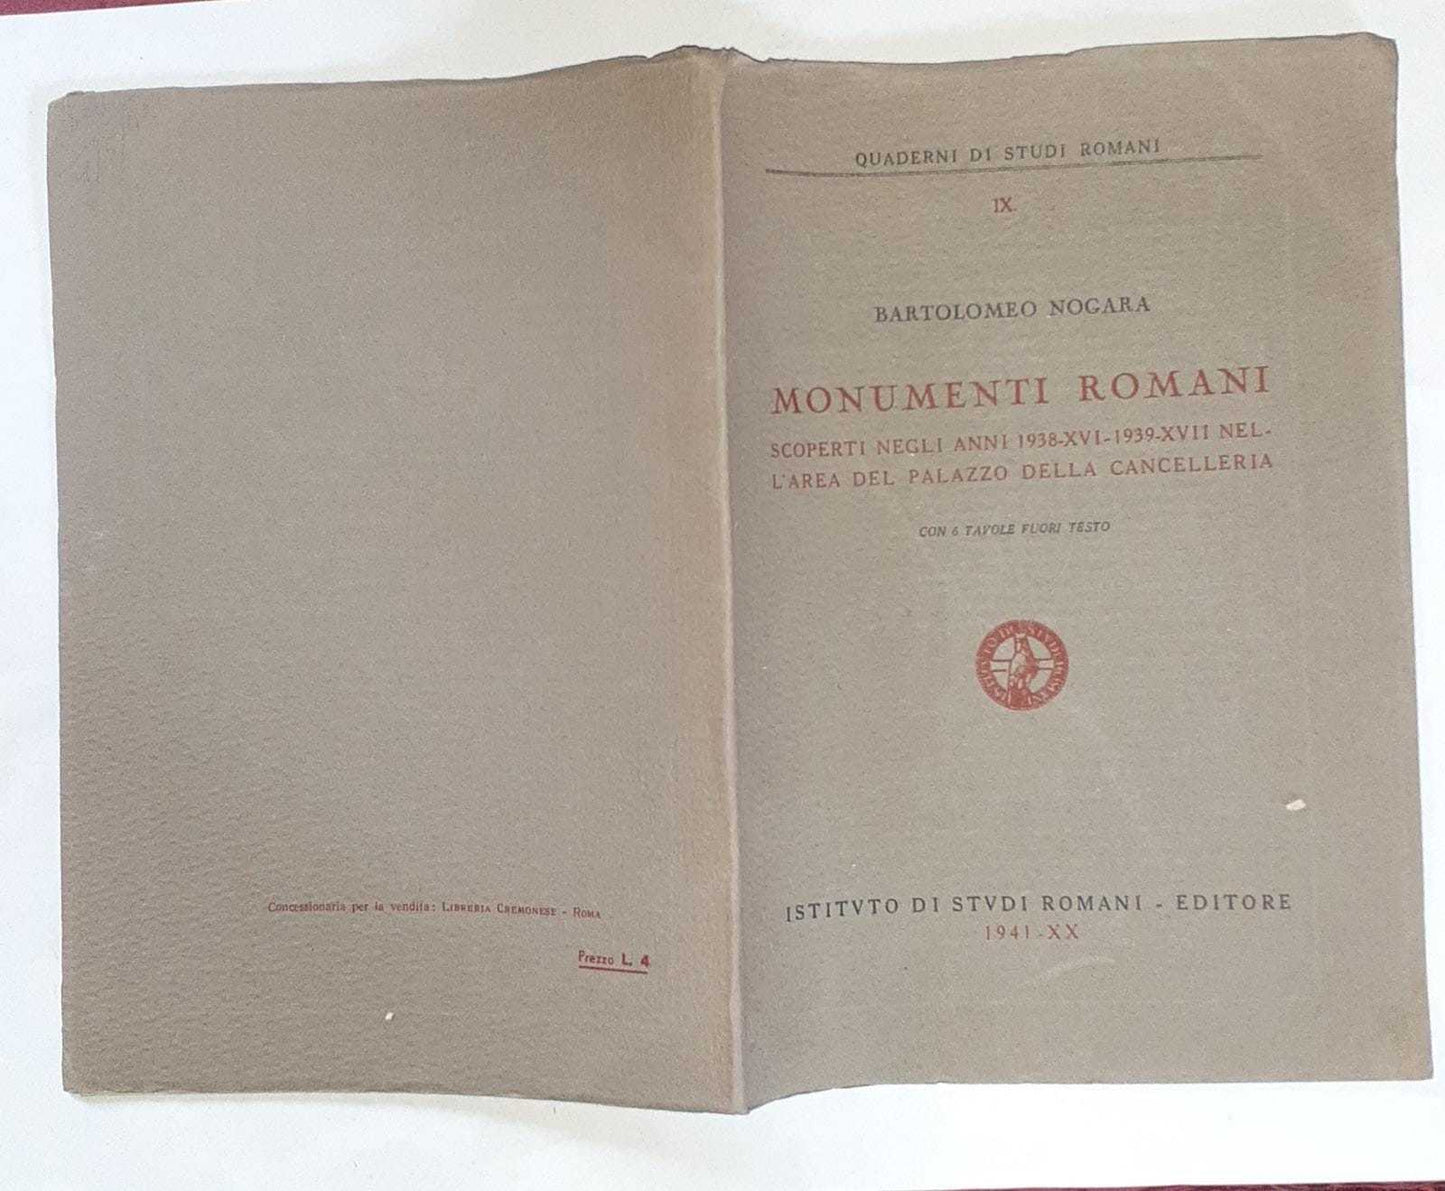 QUADERNI DI STUDI ROMANI
IX.
BARTOLOMEO NOGARA
MONUMENTI ROMANI
SCOPERTI NEGLI ANNI 1938-XVI-1939-XVII NEL-
L'AREA DEL PALAZZO DELLA CANCELLERIA
CON 6 TAVOLE FUORI TESTO
ISTITVTO DI STVDI ROMANI - EDITORE
1941-XX
Concessionaria per la vendita: LIBRERIA CREMONESE - ROMA
Prezzo L. 4